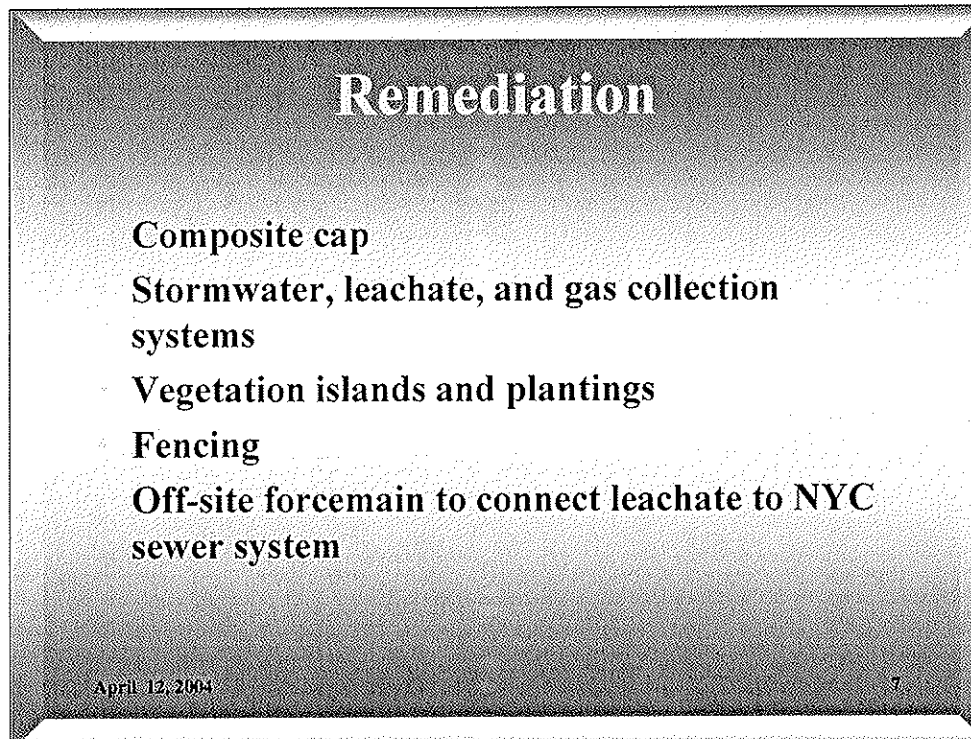 Remediation
Composite cap
Stormwater, leachate, and gas collection
systems
Vegetation islands and plantings
Fencing
Off-site forcemain to connect leachate to NYC
sewer system
April 12, 2004
7